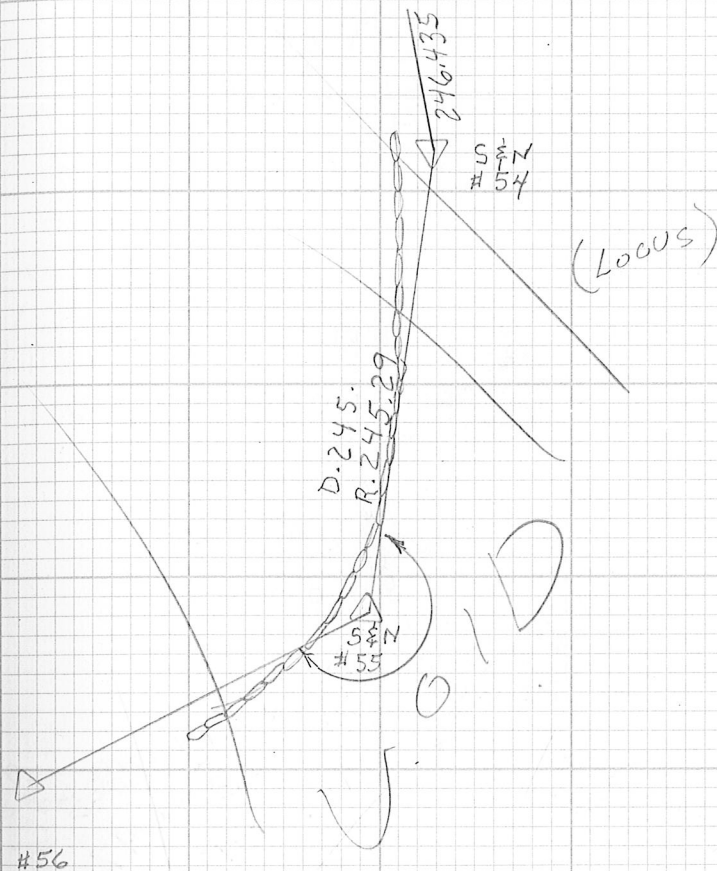 246.435
S&N
#54
(LOCUS)
D.245.
R.245.29
S&N
#55
VOID
#56